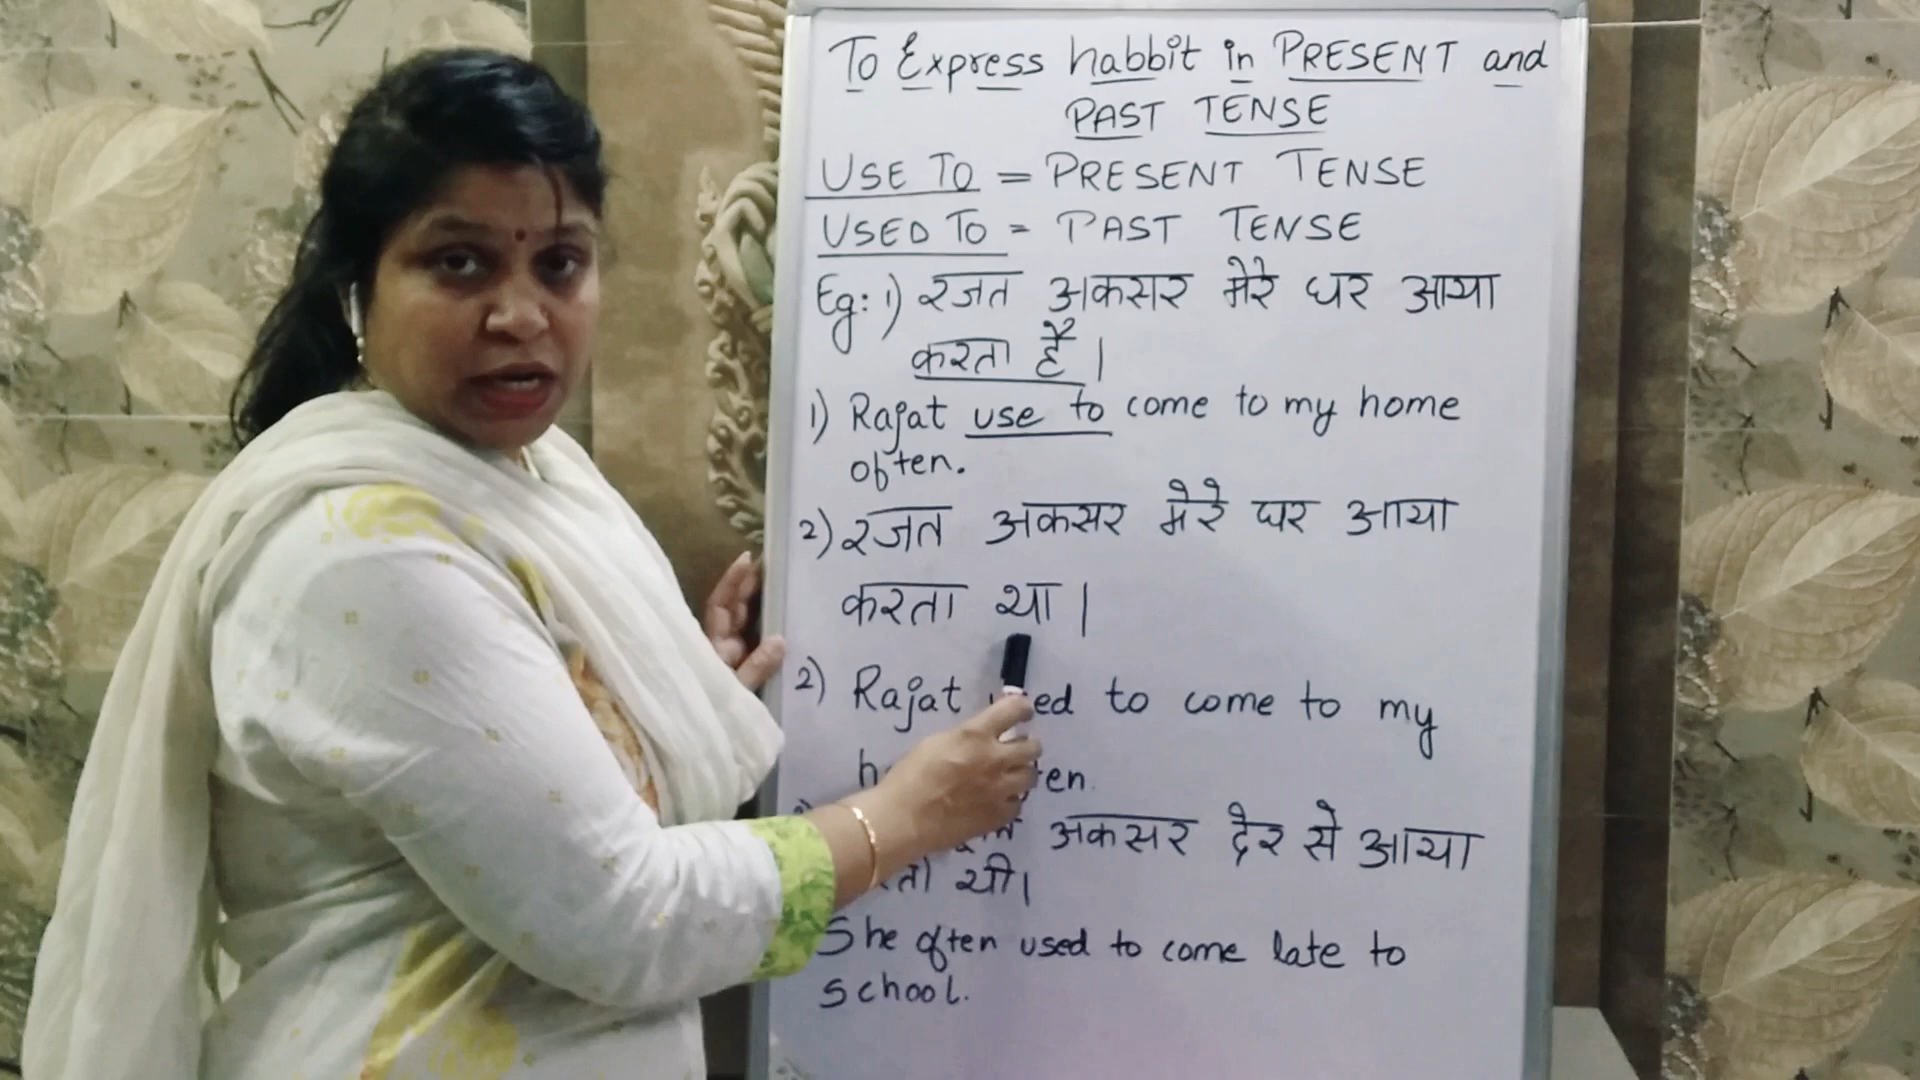 To Express habbit in PRESENT and
PAST TENSE
USE TO = PRESENT TENSE
USED TO = PAST TENSE
Eg: 1) रजत अकसर मेरे घर आया
करता है।
1) Rajat use to come to my home
often.
2) रजत अकसर मेरे घर आया
करता था।
2) Rajat used to come to my
अकसर देर से आया
थी।
She often used to come late to
school.